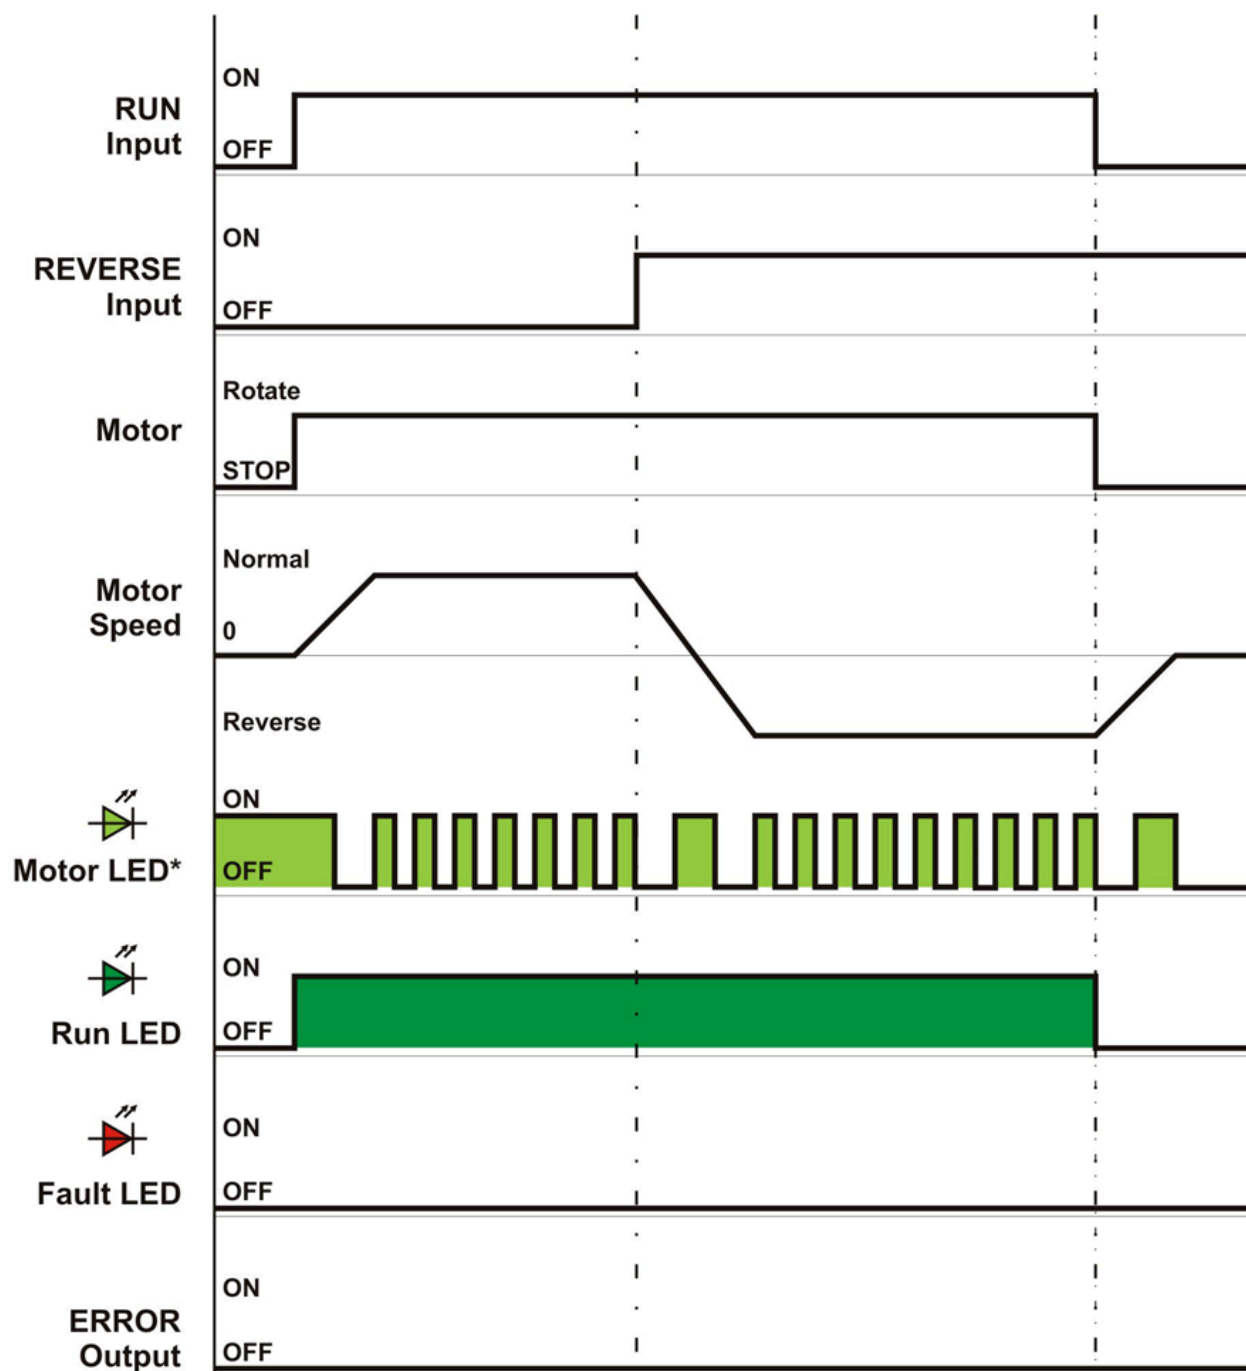 ON
RUN
Input
OFF
ON
REVERSE
Input
OFF
Rotate
Motor
STOP
Normal
Motor
Speed
0
Reverse
ON
Motor LED*
OFF
ON
Run LED
OFF
ON
Fault LED
OFF
ON
ERROR
Output
OFF